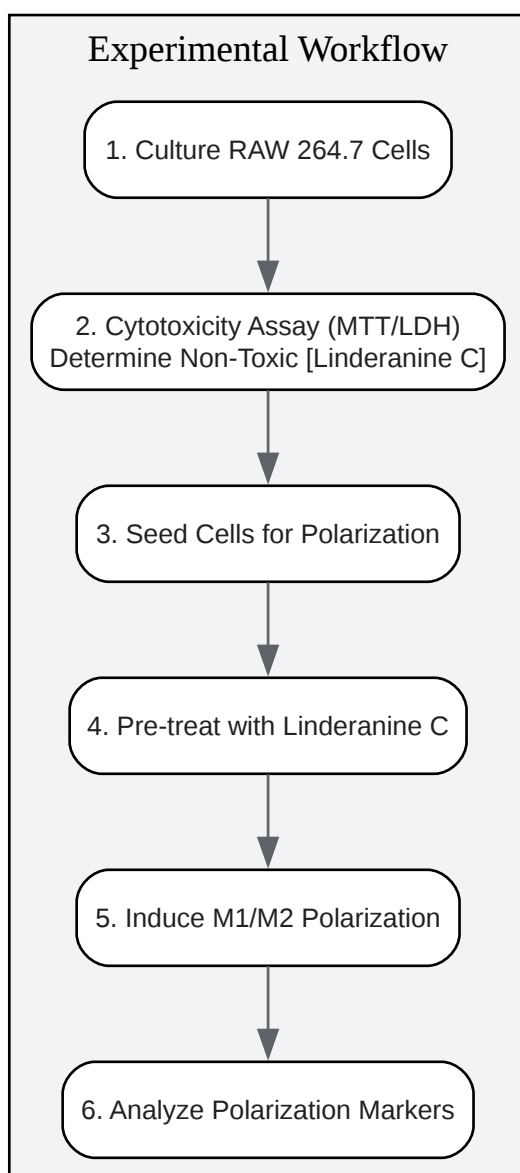 Experimental Workflow
1. Culture RAW 264.7 Cells
2. Cytotoxicity Assay (MTT/LDH)
Determine Non-Toxic [Linderanine C]
3. Seed Cells for Polarization
4. Pre-treat with Linderanine C
5. Induce M1/M2 Polarization
6. Analyze Polarization Markers